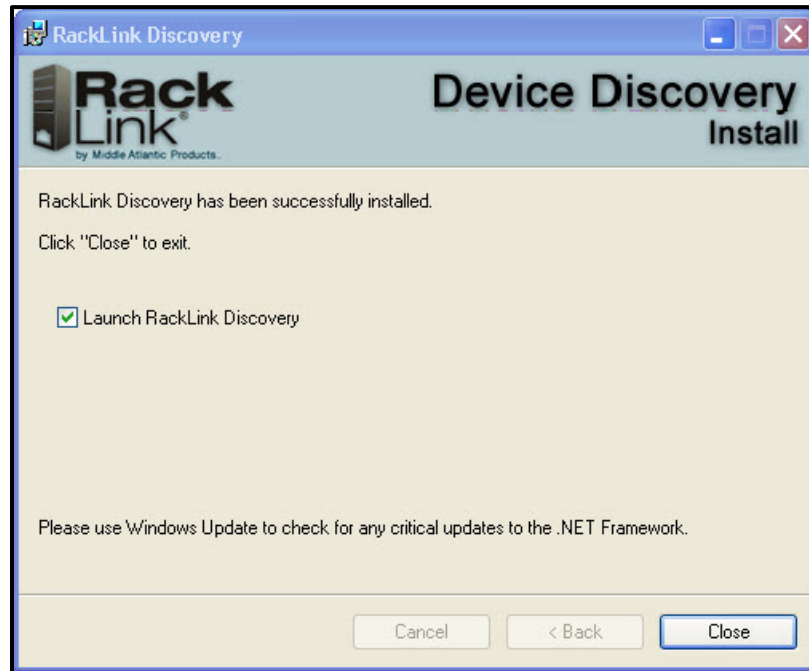 RackLink Discovery
Rack
Link®
by Middle Atlantic Products.
Device Discovery
Install
RackLink Discovery has been successfully installed.
Click "Close" to exit.
Launch RackLink Discovery
Please use Windows Update to check for any critical updates to the .NET Framework.
Cancel
< Back
Close